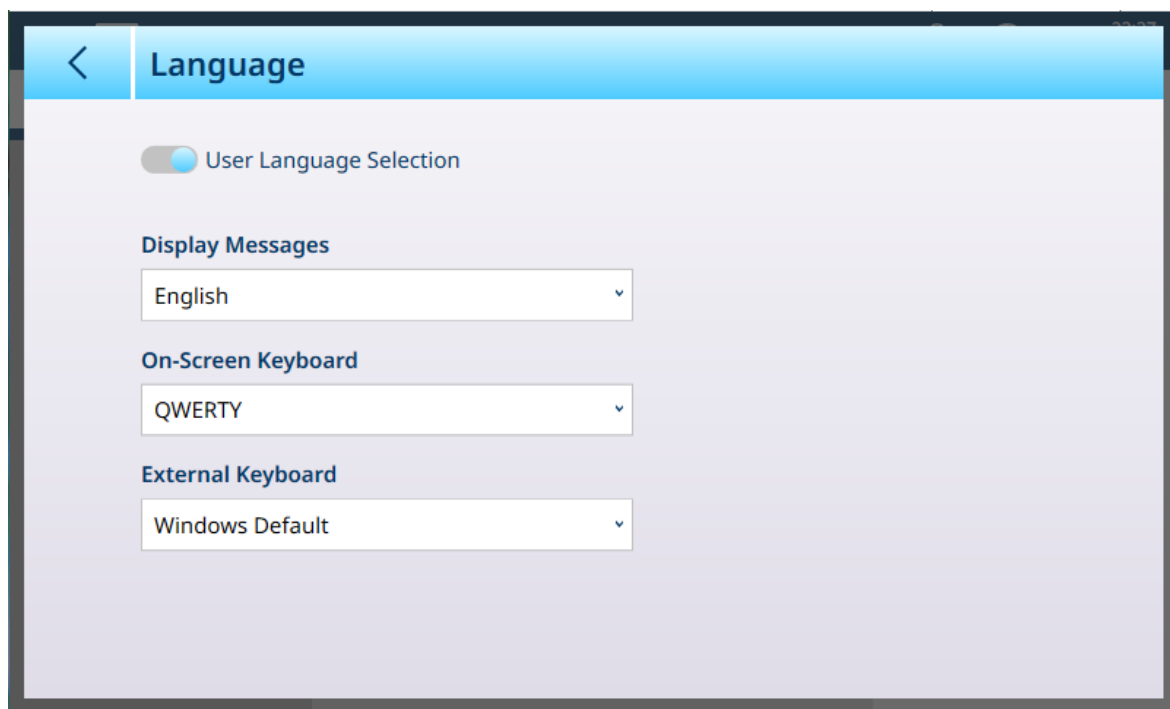 Language
User Language Selection
Display Messages
English
On-Screen Keyboard
QWERTY
External Keyboard
Windows Default